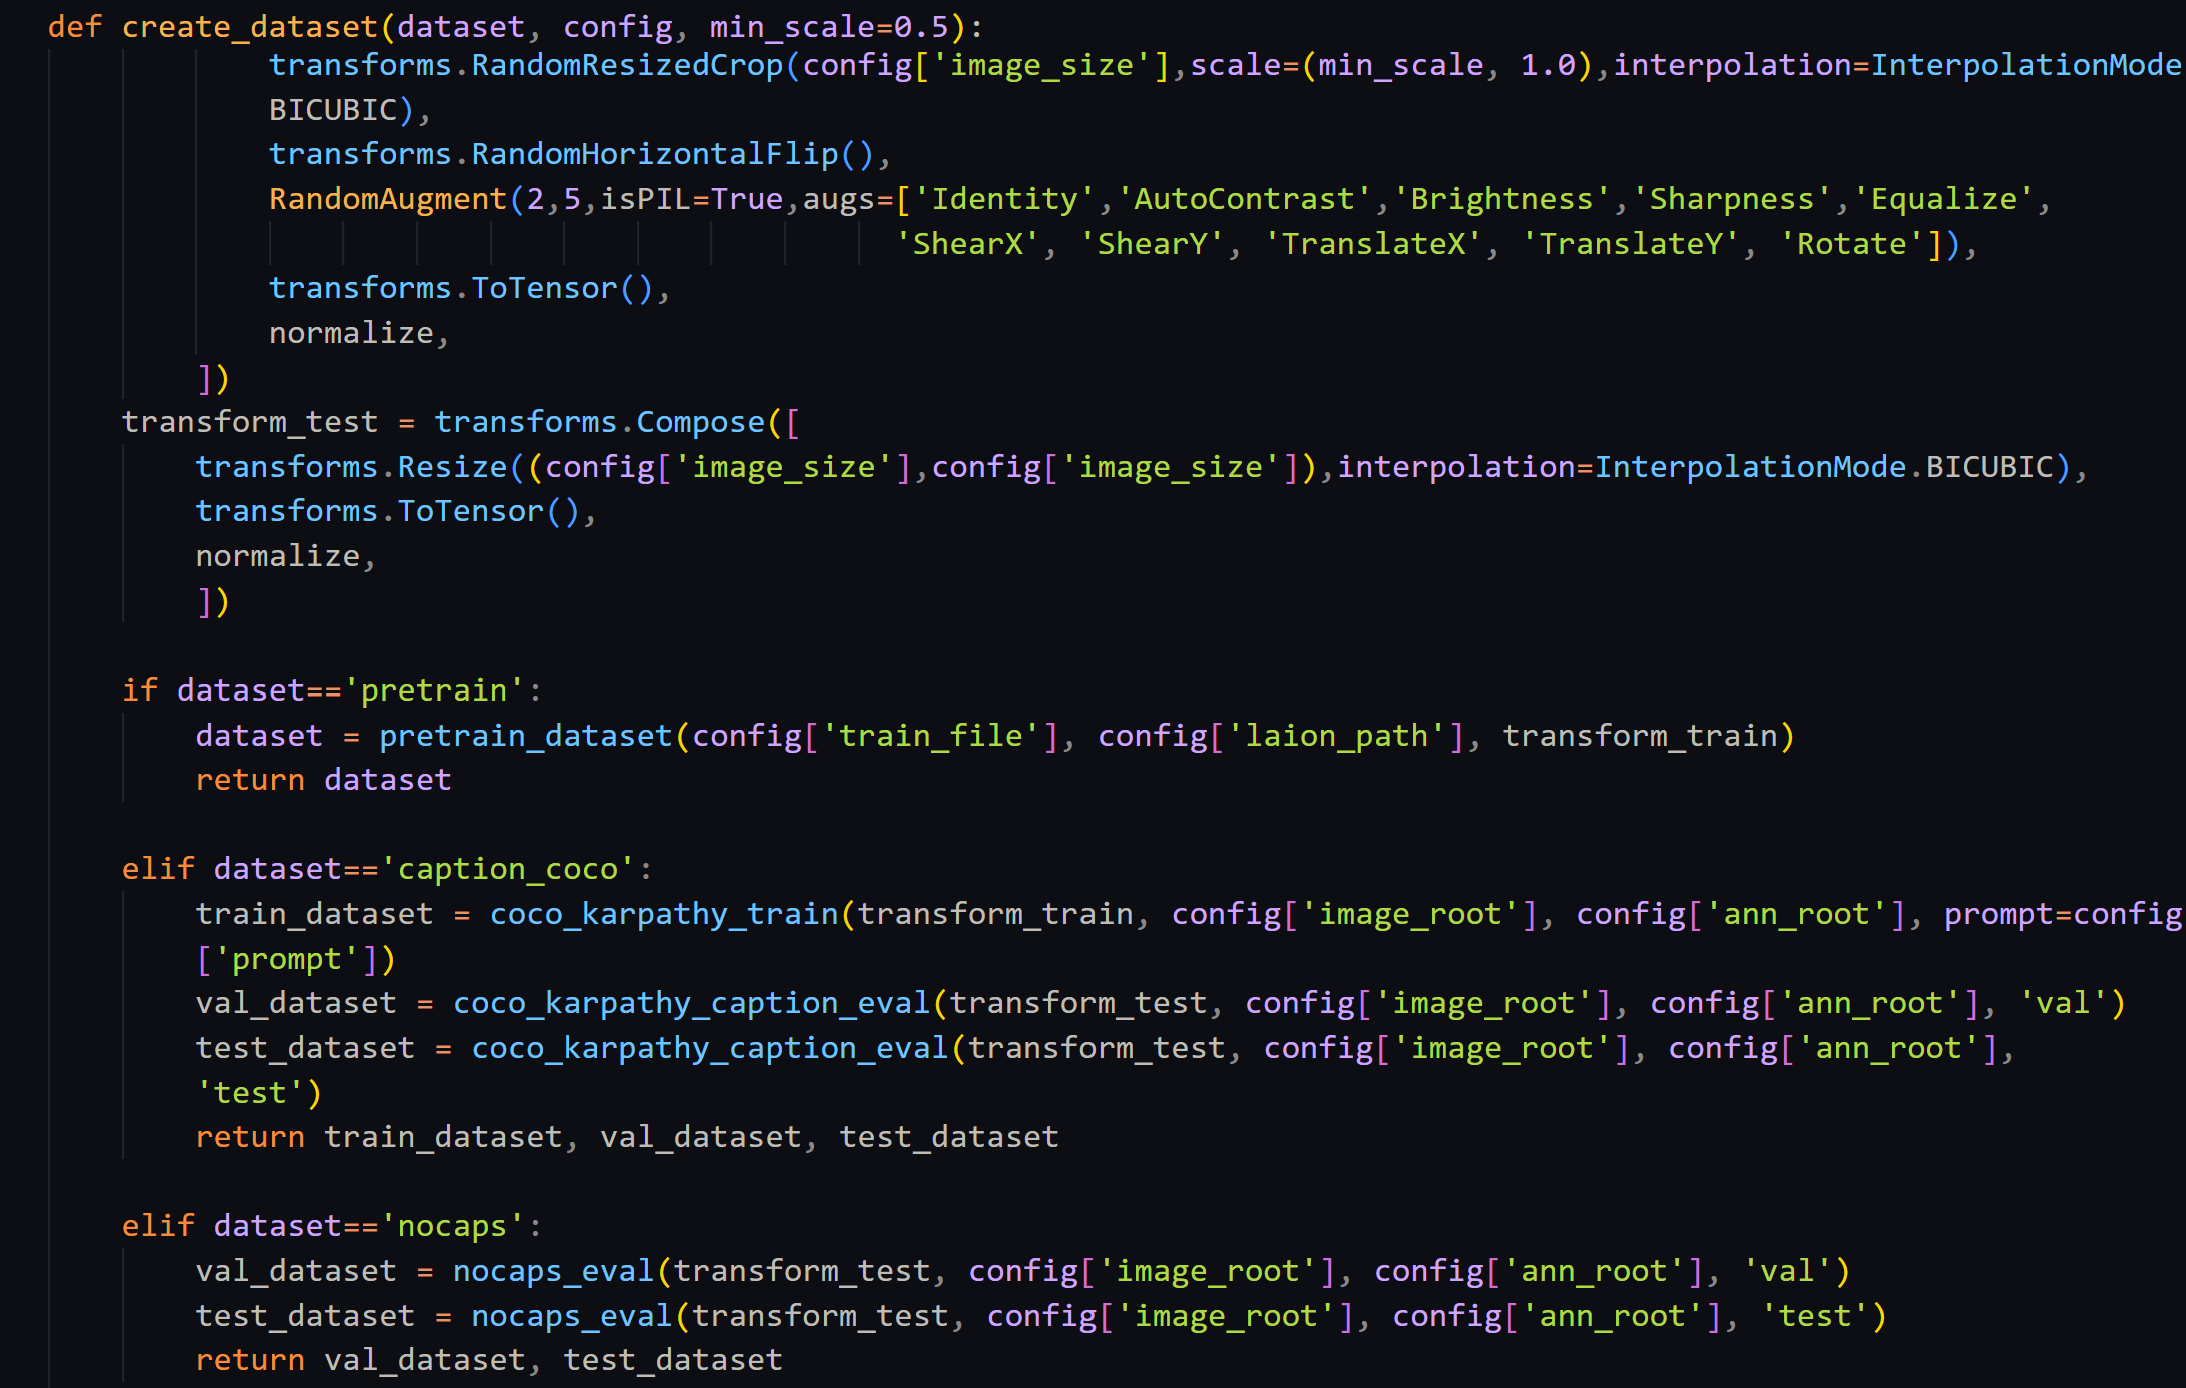 def create_dataset(dataset, config, min_scale=0.5):
transforms.RandomResizedCrop(config['image_size'],scale=(min_scale, 1.0),interpolation=InterpolationMode
BICUBIC),
transforms.RandomHorizontalFlip(),
RandomAugment(2,5,isPIL=True,augs=['Identity','AutoContrast','Brightness','Sharpness','Equalize',
'ShearX', 'ShearY', 'TranslateX', 'TranslateY', 'Rotate']),
transforms.ToTensor(),
normalize,
])
transform_test = transforms.Compose([
transforms.Resize((config['image_size'],config['image_size']),interpolation=InterpolationMode.BICUBIC),
transforms.ToTensor(),
normalize,
])
if dataset=='pretrain':
dataset = pretrain_dataset(config['train_file'], config['laion_path'], transform_train)
return dataset
elif dataset=='caption_coco':
train_dataset = coco_karpathy_train(transform_train, config['image_root'], config['ann_root'], prompt=config
['prompt'])
val_dataset = coco_karpathy_caption_eval(transform_test, config['image_root'], config['ann_root'], 'val')
test_dataset = coco_karpathy_caption_eval(transform_test, config['image_root'], config['ann_root'],
'test')
return train_dataset, val_dataset, test_dataset
elif dataset=='nocaps':
val_dataset = nocaps_eval(transform_test, config['image_root'], config['ann_root'], 'val')
test_dataset = nocaps_eval(transform_test, config['image_root'], config['ann_root'], 'test')
return val_dataset, test_dataset